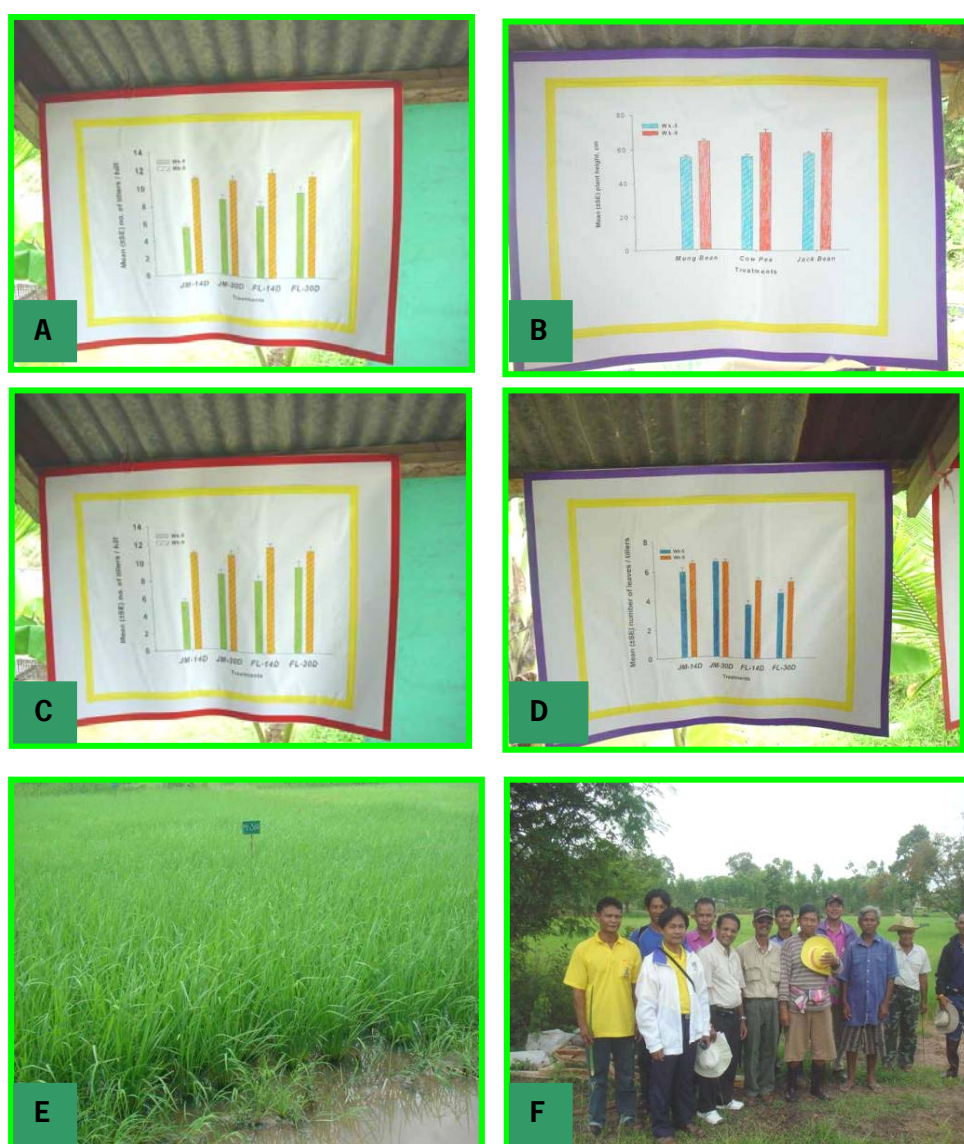 14
12
10
8
6
4
2
0
Mean (±SE) no. of tillers / hill
Wk-9
JM-14D JM-30D FL-14D FL-30D
Treatments
A
80
60
40
20
0
Mean (±SE) plant height, cm
Mung Bean Cow Pea Jack Bean
Treatments
B
14
12
10
8
6
4
2
0
Mean (±SE) no. of tillers / hill
Wk-9
JM-14D JM-30D FL-14D FL-30D
Treatments
C
8
6
4
2
0
Mean (±SE) number of leaves / tillers
Wk-9
JM-14D JM-30D FL-14D FL-30D
Treatments
D
E
F